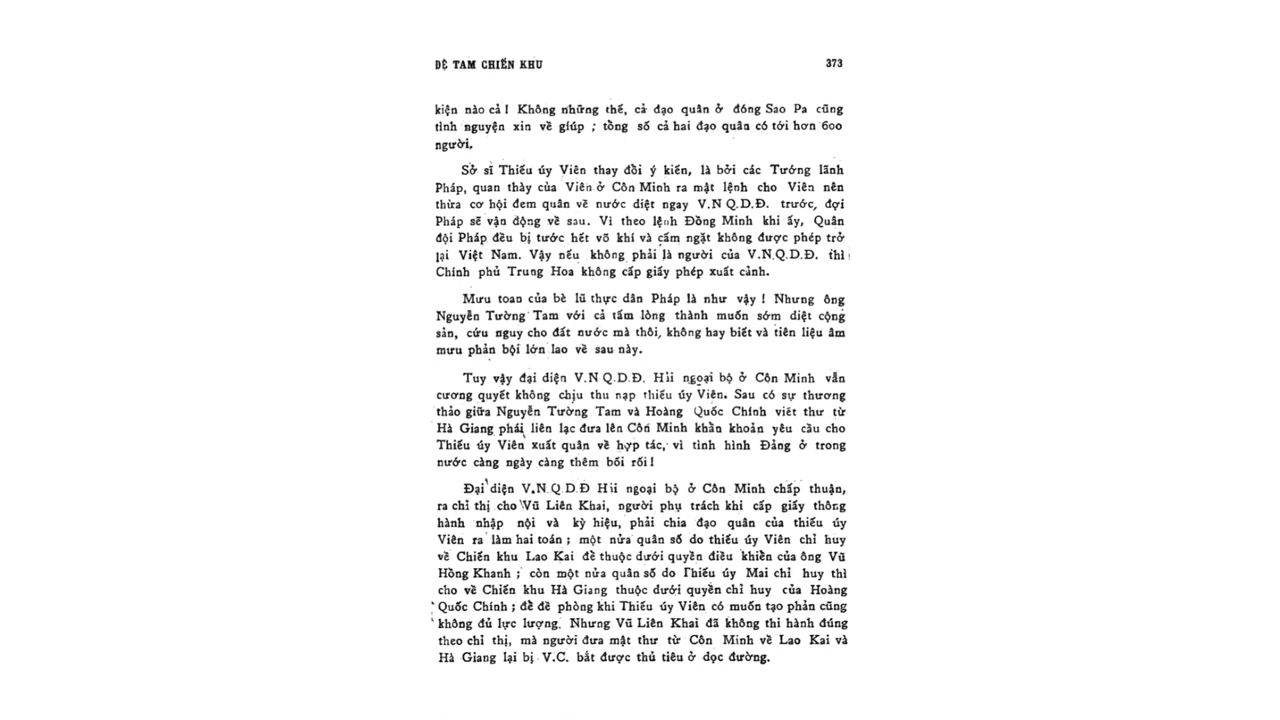 ĐỆ TAM CHIẾN KHU 373
kiện nào cả ! Không những thế, cả đạo quân ở đóng Sao Pa cũng
tình nguyện xin về giúp ; tổng số cả hai đạo quân có tới hơn 600
người.
Sở sĩ Thiếu úy Viên thay đổi ý kiến, là bởi các Tướng lãnh
Pháp, quan thày của Viên ở Côn Minh ra mật lệnh cho Viên nên
thừa cơ hội đem quân về nước diệt ngay V.N Q.D.Đ. trước, đợi
Pháp sẽ vận động về sau. Vì theo lệnh Đồng Minh khi ấy, Quân
đội Pháp đều bị tước hết võ khí và cấm ngặt không được phép trở
lại Việt Nam. Vậy nếu không phải là người của V.N.Q.D.Đ. thì
Chính phủ Trung Hoa không cấp giấy phép xuất cảnh.
Mưu toan của bè lũ thực dân Pháp là như vậy ! Nhưng ông
Nguyễn Tường Tam với cả tấm lòng thành muốn sớm diệt cộng
sản, cứu nguy cho đất nước mà thôi, không hay biết và tiên liệu âm
mưu phản bội lớn lao về sau này.
Tuy vậy đại diện V.N Q.D.Đ. Hải ngoại bộ ở Côn Minh vẫn
cương quyết không chịu thu nạp thiếu úy Viên. Sau có sự thương
thảo giữa Nguyễn Tường Tam và Hoàng Quốc Chính viết thư từ
Hà Giang phái liên lạc đưa lên Côn Minh khẩn khoản yêu cầu cho
Thiếu úy Viên xuất quân về hợp tác, vì tình hình Đảng ở trong
nước càng ngày càng thêm bối rối !
Đại diện V.N.Q.D.Đ Hải ngoại bộ ở Côn Minh chấp thuận,
ra chỉ thị cho Vũ Liên Khai, người phụ trách khi cấp giấy thông
hành nhập nội và kỳ hiệu, phải chia đạo quân của thiếu úy
Viên ra làm hai toán ; một nửa quân số do thiếu úy Viên chỉ huy
về Chiến khu Lao Kai để thuộc dưới quyền điều khiển của ông Vũ
Hồng Khanh ; còn một nửa quân số do Thiếu úy Mai chỉ huy thì
cho về Chiến khu Hà Giang thuộc dưới quyền chỉ huy của Hoàng
Quốc Chính ; để đề phòng khi Thiếu úy Viên có muốn tạo phản cũng
không đủ lực lượng. Nhưng Vũ Liên Khai đã không thi hành đúng
theo chỉ thị, mà người đưa mật thư từ Côn Minh về Lao Kai và
Hà Giang lại bị V.C. bắt được thủ tiêu ở dọc đường.